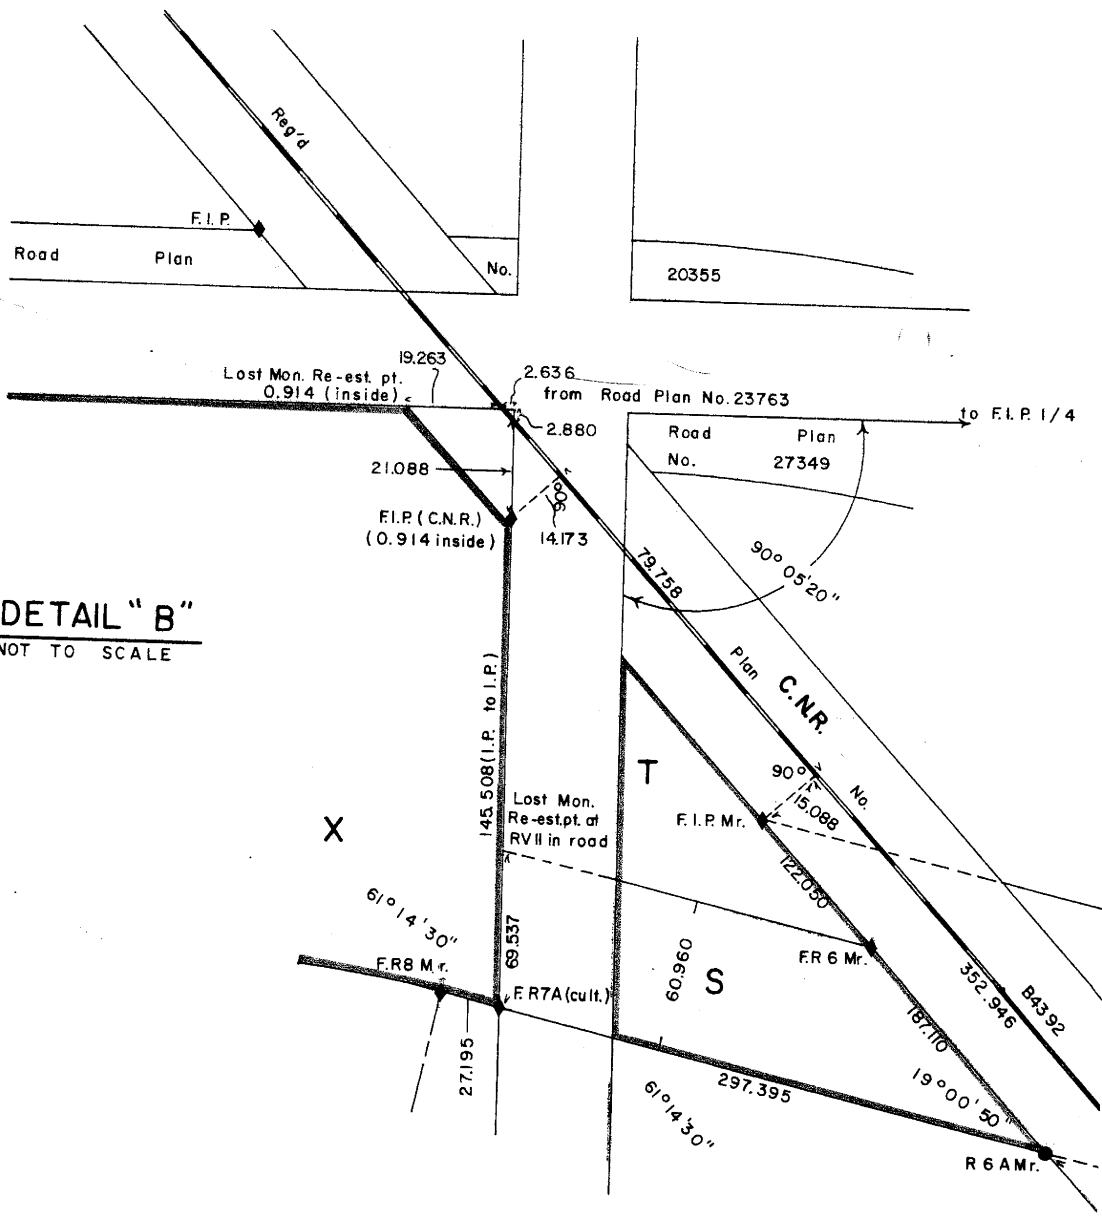 Reg'd
F.I.P.
Road Plan No. 20355
19.263
Lost Mon. Re-est. pt.
0.914 (inside)
2.636
from Road Plan No. 23763
to F.I.P. 1/4
2.880
Road Plan
No. 27349
21.088
90°
F.I.P. (C.N.R.)
(0.914 inside)
14.173
79.758
90° 05' 20"
DETAIL "B"
NOT TO SCALE
145.508 (I.P. to I.P.)
Plan
C.N.R.
T
90°
No.
15.088
Lost Mon.
Re-est.pt. at
RVII in road
F.I.P. Mr.
X
122.050
61° 14' 30"
69.537
F.R8 Mr.
F.R 6 Mr.
60.960
S
352.946
B4392
F.R7A (cult.)
187.110
27.195
297.395
19° 00' 50"
61° 14' 30"
R 6 A Mr.